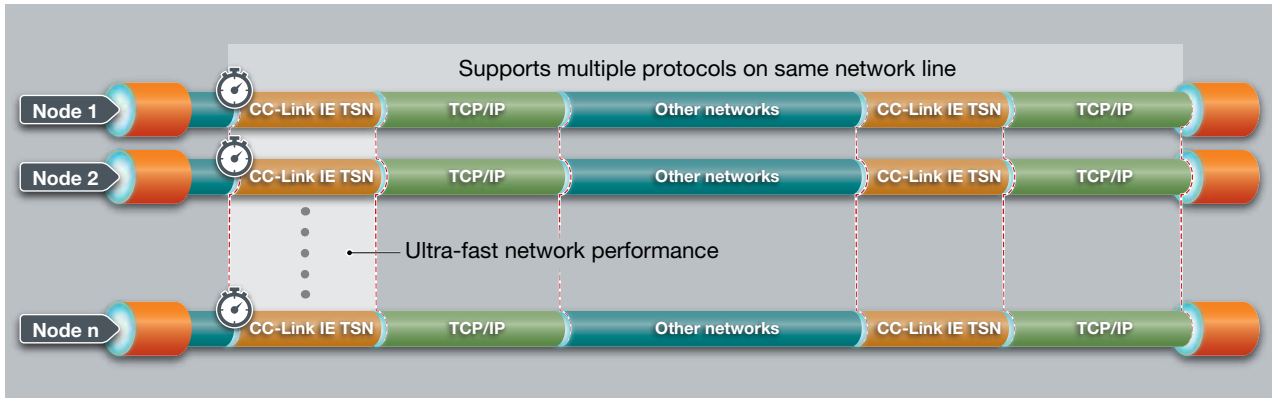 Supports multiple protocols on same network line
Node 1 CC-Link IE TSN TCP/IP Other networks CC-Link IE TSN TCP/IP
Node 2 CC-Link IE TSN TCP/IP Other networks CC-Link IE TSN TCP/IP
Ultra-fast network performance
Node n CC-Link IE TSN TCP/IP Other networks CC-Link IE TSN TCP/IP